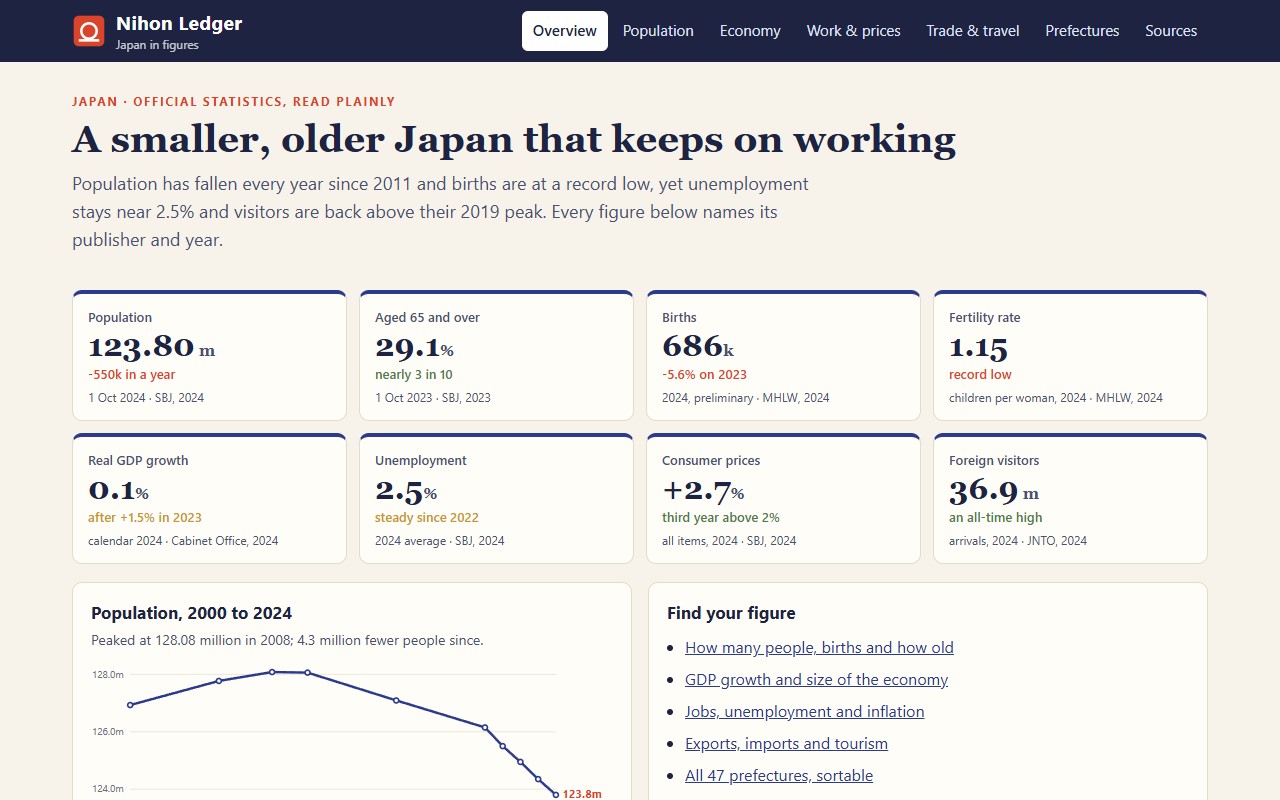 Nihon Ledger
Japan in figures
Overview
Population
Economy
Work & prices
Trade & travel
Prefectures
Sources
JAPAN · OFFICIAL STATISTICS, READ PLAINLY
A smaller, older Japan that keeps on working
Population has fallen every year since 2011 and births are at a record low, yet unemployment
stays near 2.5% and visitors are back above their 2019 peak. Every figure below names its
publisher and year.
Population
123.80 m
-550k in a year
1 Oct 2024 · SBJ, 2024
Aged 65 and over
29.1%
nearly 3 in 10
1 Oct 2023 · SBJ, 2023
Births
686k
-5.6% on 2023
2024, preliminary · MHLW, 2024
Fertility rate
1.15
record low
children per woman, 2024 · MHLW, 2024
Real GDP growth
0.1%
after +1.5% in 2023
calendar 2024 · Cabinet Office, 2024
Unemployment
2.5%
steady since 2022
2024 average · SBJ, 2024
Consumer prices
+2.7%
third year above 2%
all items, 2024 · SBJ, 2024
Foreign visitors
36.9 m
an all-time high
arrivals, 2024 · JNTO, 2024
Population, 2000 to 2024
Peaked at 128.08 million in 2008; 4.3 million fewer people since.
128.0m
126.0m
124.0m
123.8m
Find your figure
How many people, births and how old
GDP growth and size of the economy
Jobs, unemployment and inflation
Exports, imports and tourism
All 47 prefectures, sortable